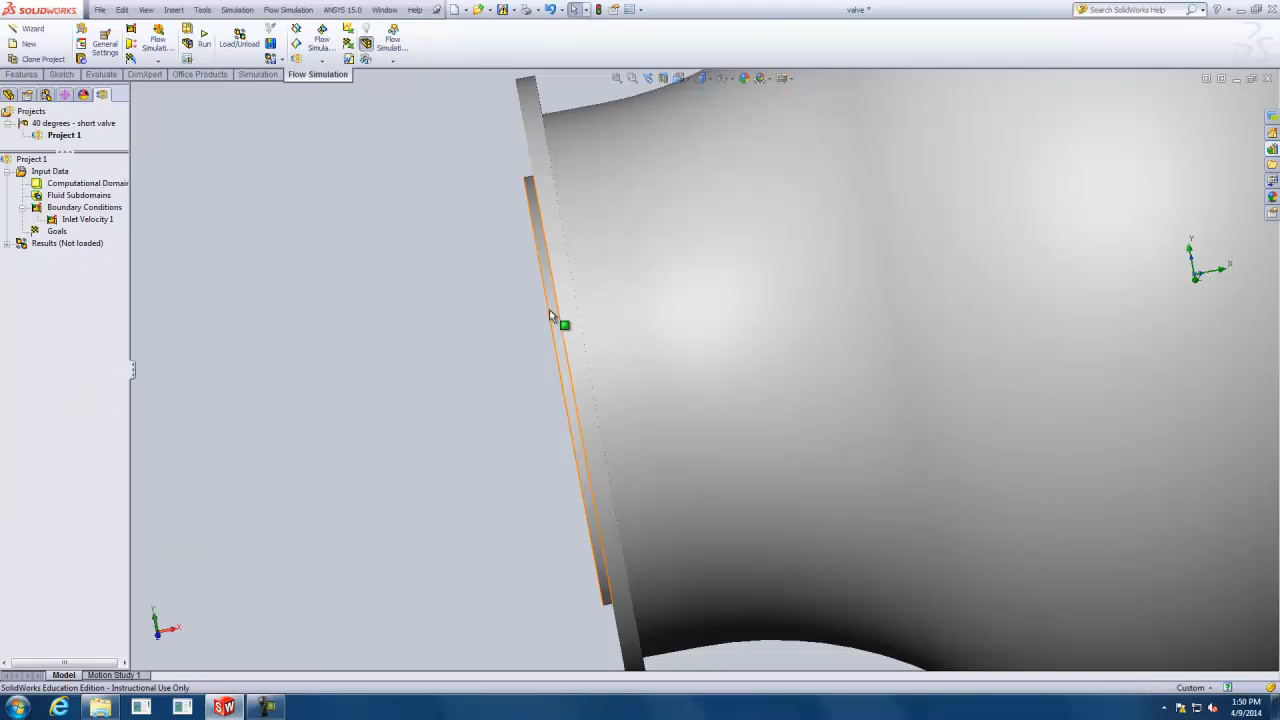 SOLIDWORKS File Edit View Insert Tools Simulation Flow Simulation ANSYS 15.0 Window Help valve * Search SolidWorks Help
Wizard
New
Clone Project
General Settings
Flow Simulati...
Run
Load/Unload
Flow Simula...
Flow Simulati...
Features Sketch Evaluate DimXpert Office Products Simulation Flow Simulation
Projects
40 degrees - short valve
Project 1
Project 1
Input Data
Computational Domain
Fluid Subdomains
Boundary Conditions
Inlet Velocity 1
Goals
Results (Not loaded)
Y
X
Y
X
Model Motion Study 1
SolidWorks Education Edition - Instructional Use Only Custom
1:50 PM
4/9/2014